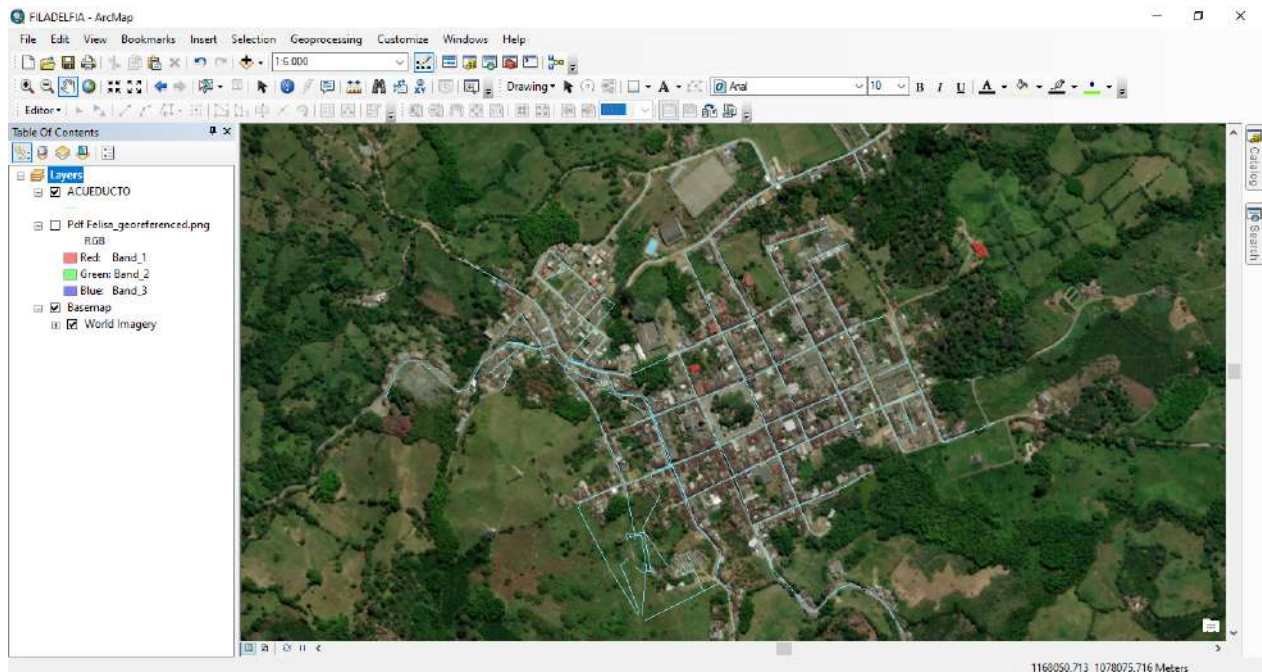 FILADELFIA - ArcMap
File Edit View Bookmarks Insert Selection Geoprocessing Customize Windows Help
1:6.000
Drawing Arial 10 B I U A
Editor
Table Of Contents
Layers
ACUEDUCTO
Pdf Felisa_georeferenced.png
RGB
Red: Band_1
Green: Band_2
Blue: Band_3
Basemap
World Imagery
Catalog
Search
1168050.713 1078075.716 Meters